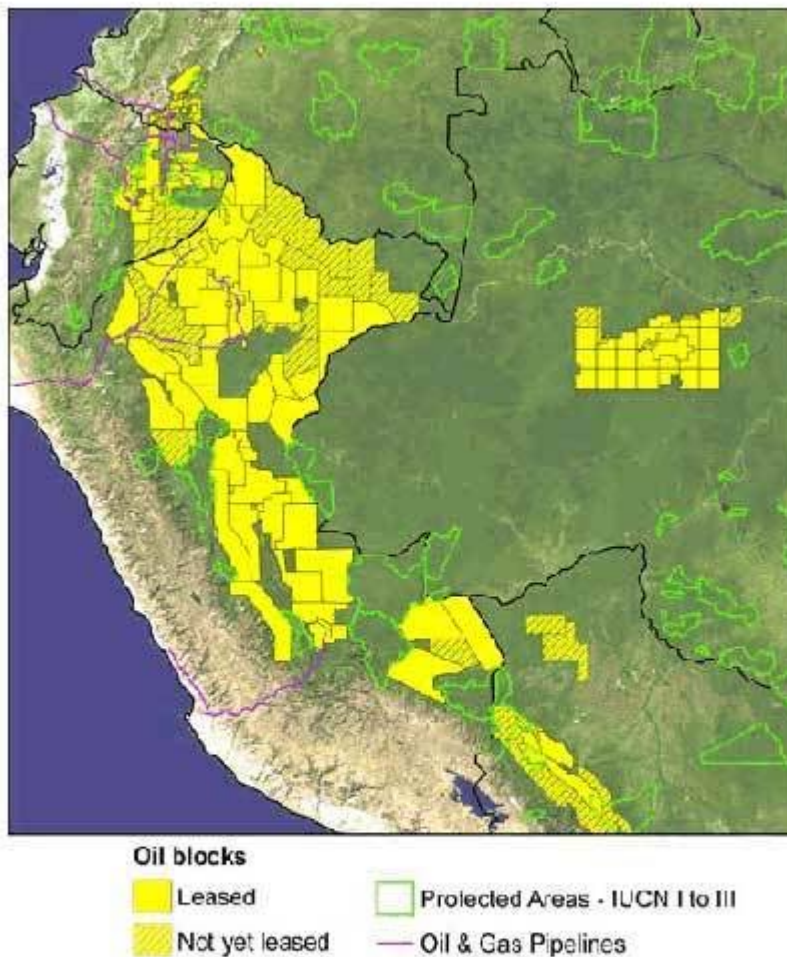 Oil blocks
Leased
Not yet leased
Protected Areas - IUCN I to III
Oil & Gas Pipelines